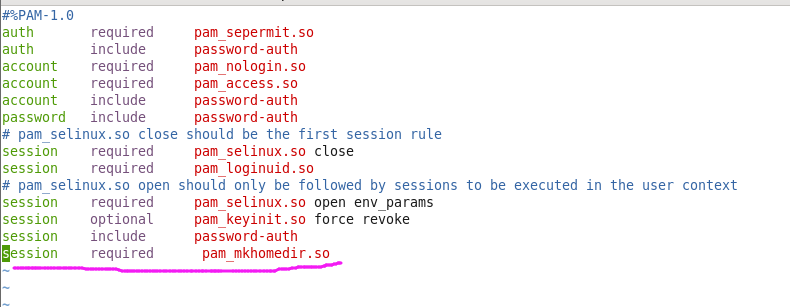 #%PAM-1.0
auth       required     pam_sepermit.so
auth       include      password-auth
account    required     pam_nologin.so
account    required     pam_access.so
account    include      password-auth
password   include      password-auth
# pam_selinux.so close should be the first session rule
session    required     pam_selinux.so close
session    required     pam_loginuid.so
# pam_selinux.so open should only be followed by sessions to be executed in the user context
session    required     pam_selinux.so open env_params
session    optional     pam_keyinit.so force revoke
session    include      password-auth
session    required      pam_mkhomedir.so
~
~
~